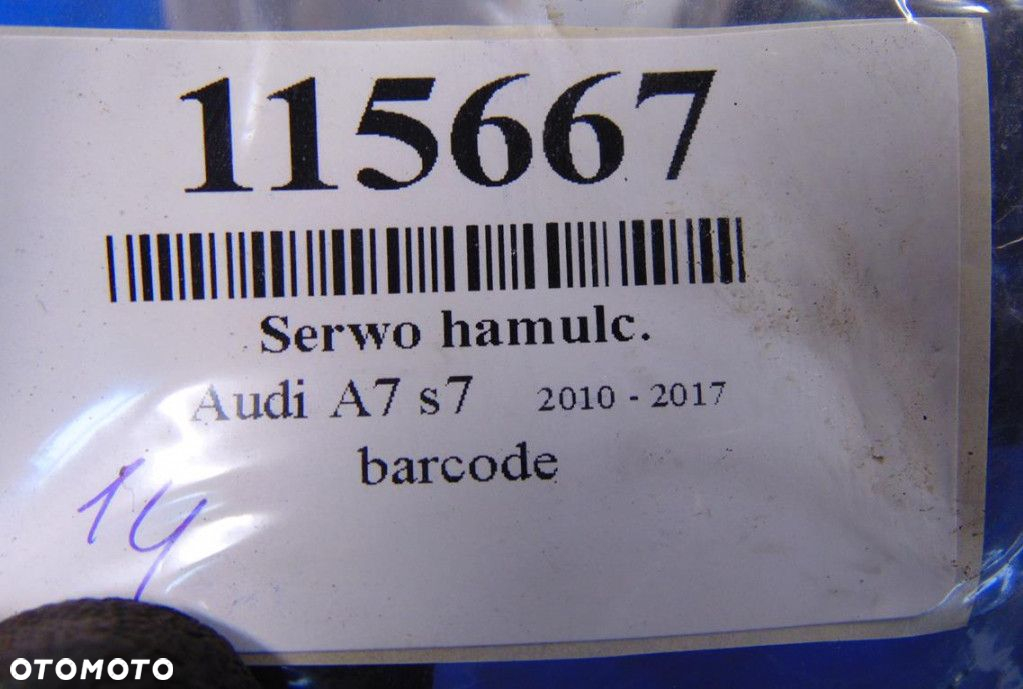 115667
Serwo hamulc.
Audi A7 s7 2010 - 2017
barcode
14
OTOMOTO